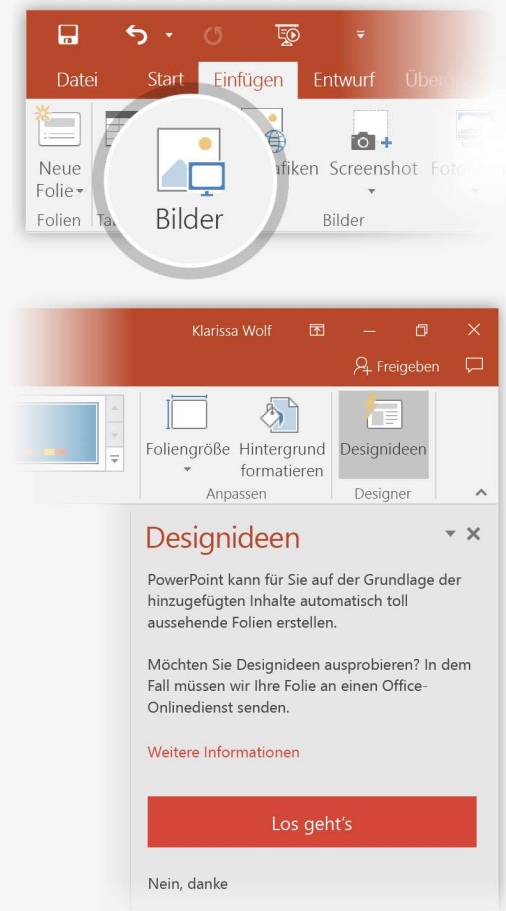 Datei Start Einfügen Entwurf
Neue
Folie
Bilder
Screenshot
Folien
Bilder
Klarissa Wolf
Freigeben
Foliengröße Hintergrund
formatieren
Designideen
Anpassen Designer
Designideen
PowerPoint kann für Sie auf der Grundlage der
hinzugefügten Inhalte automatisch toll
aussehende Folien erstellen.
Möchten Sie Designideen ausprobieren? In dem
Fall müssen wir Ihre Folie an einen Office-
Onlinedienst senden.
Weitere Informationen
Los geht's
Nein, danke